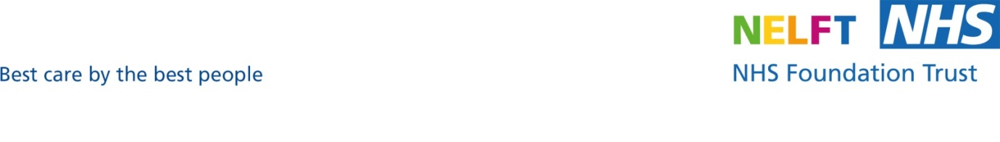 NELFT NHS
Best care by the best people
NHS Foundation Trust